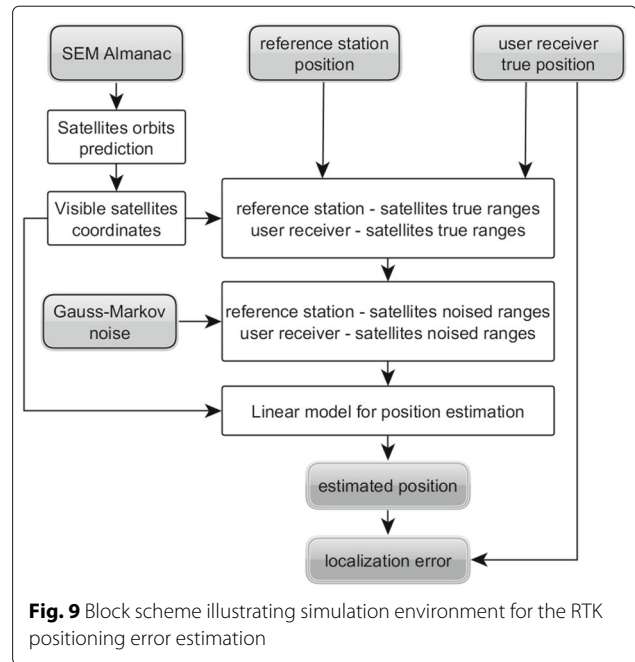 SEM Almanac
reference station
position
user receiver
true position
Satellites orbits
prediction
Visible satellites
coordinates
reference station - satellites true ranges
user receiver - satellites true ranges
Gauss-Markov
noise
reference station - satellites noised ranges
user receiver - satellites noised ranges
Linear model for position estimation
estimated position
localization error
Fig. 9 Block scheme illustrating simulation environment for the RTK
positioning error estimation